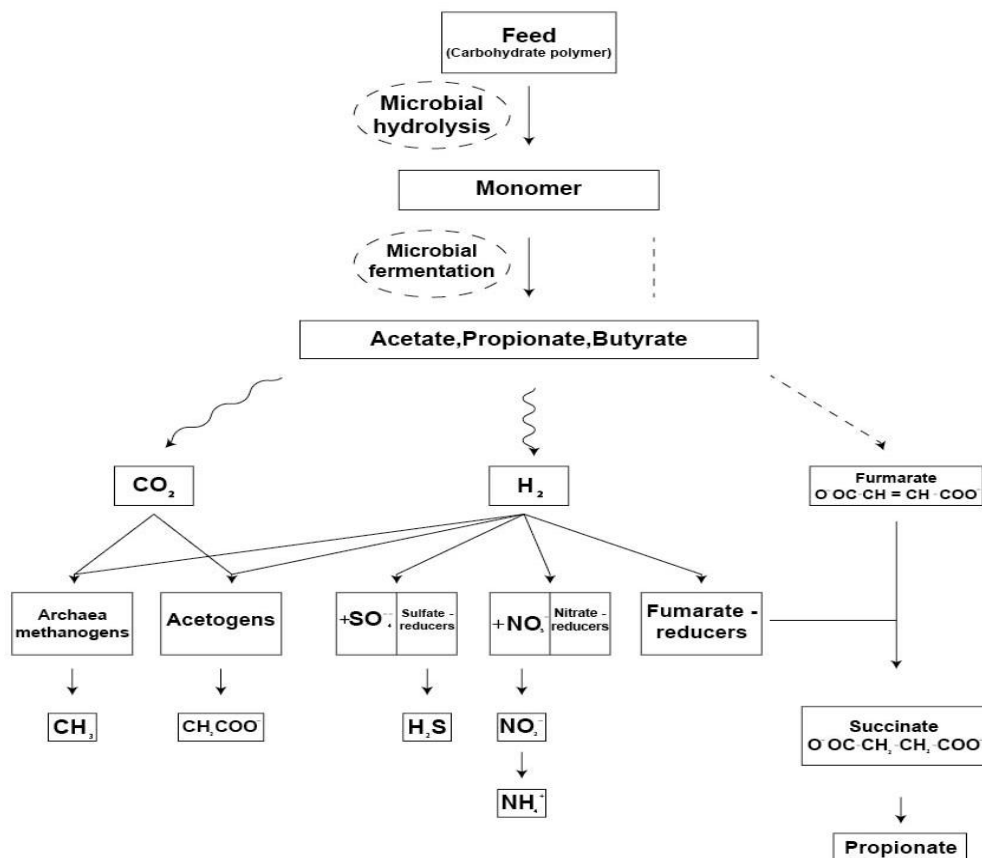 Feed
(Carbohydrate polymer)
Microbial
hydrolysis
Monomer
Microbial
fermentation
Acetate,Propionate,Butyrate
CO₂
H₂
Furmarate
O⁻OC-CH = CH-COO⁻
Archaea
methanogens
Acetogens
+SO₄⁻⁻
Sulfate -
reducers
+NO₃⁻
Nitrate -
reducers
Fumarate -
reducers
CH₃
CH₂COO⁻
H₂S
NO₂⁻
Succinate
O⁻OC-CH₂-CH₂-COO⁻
NH₄⁺
Propionate